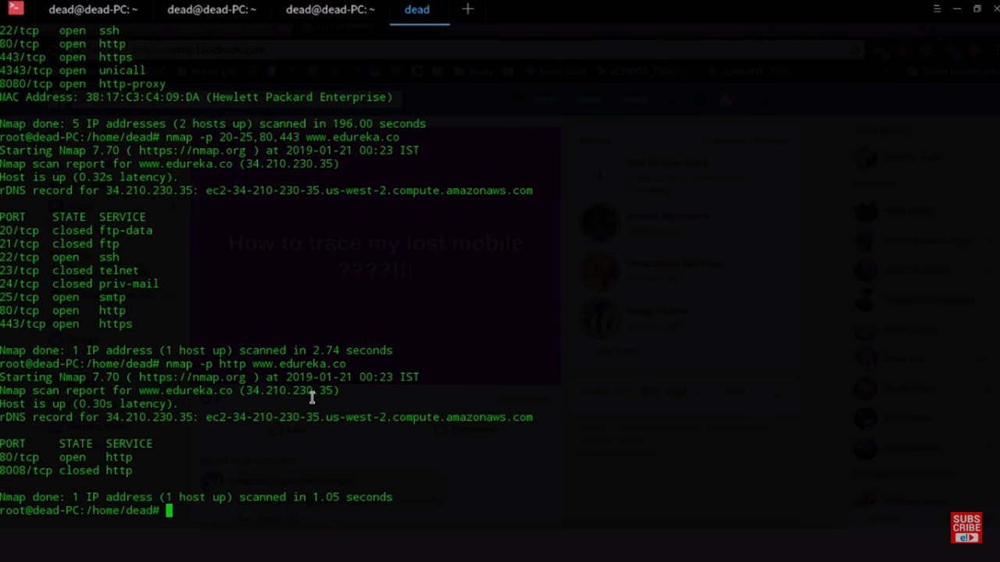 dead@dead-PC: ~ dead@dead-PC: ~ dead@dead-PC: ~ dead
22/tcp open ssh
80/tcp open http
443/tcp open https
4343/tcp open unicall
8080/tcp open http-proxy
MAC Address: 38:17:C3:C4:09:DA (Hewlett Packard Enterprise)
Nmap done: 5 IP addresses (2 hosts up) scanned in 196.00 seconds
root@dead-PC:/home/dead# nmap -p 20-25,80,443 www.edureka.co
Starting Nmap 7.70 ( https://nmap.org ) at 2019-01-21 00:23 IST
Nmap scan report for www.edureka.co (34.210.230.35)
Host is up (0.32s latency).
rDNS record for 34.210.230.35: ec2-34-210-230-35.us-west-2.compute.amazonaws.com
PORT STATE SERVICE
20/tcp closed ftp-data
21/tcp closed ftp
22/tcp open ssh
23/tcp closed telnet
24/tcp closed priv-mail
25/tcp open smtp
80/tcp open http
443/tcp open https
How to trace my lost mobile
????!!!
Nmap done: 1 IP address (1 host up) scanned in 2.74 seconds
root@dead-PC:/home/dead# nmap -p http www.edureka.co
Starting Nmap 7.70 ( https://nmap.org ) at 2019-01-21 00:23 IST
Nmap scan report for www.edureka.co (34.210.230.35)
Host is up (0.30s latency).
rDNS record for 34.210.230.35: ec2-34-210-230-35.us-west-2.compute.amazonaws.com
PORT STATE SERVICE
80/tcp open http
8008/tcp closed http
Nmap done: 1 IP address (1 host up) scanned in 1.05 seconds
root@dead-PC:/home/dead#
SUBS
CRIBE
e!